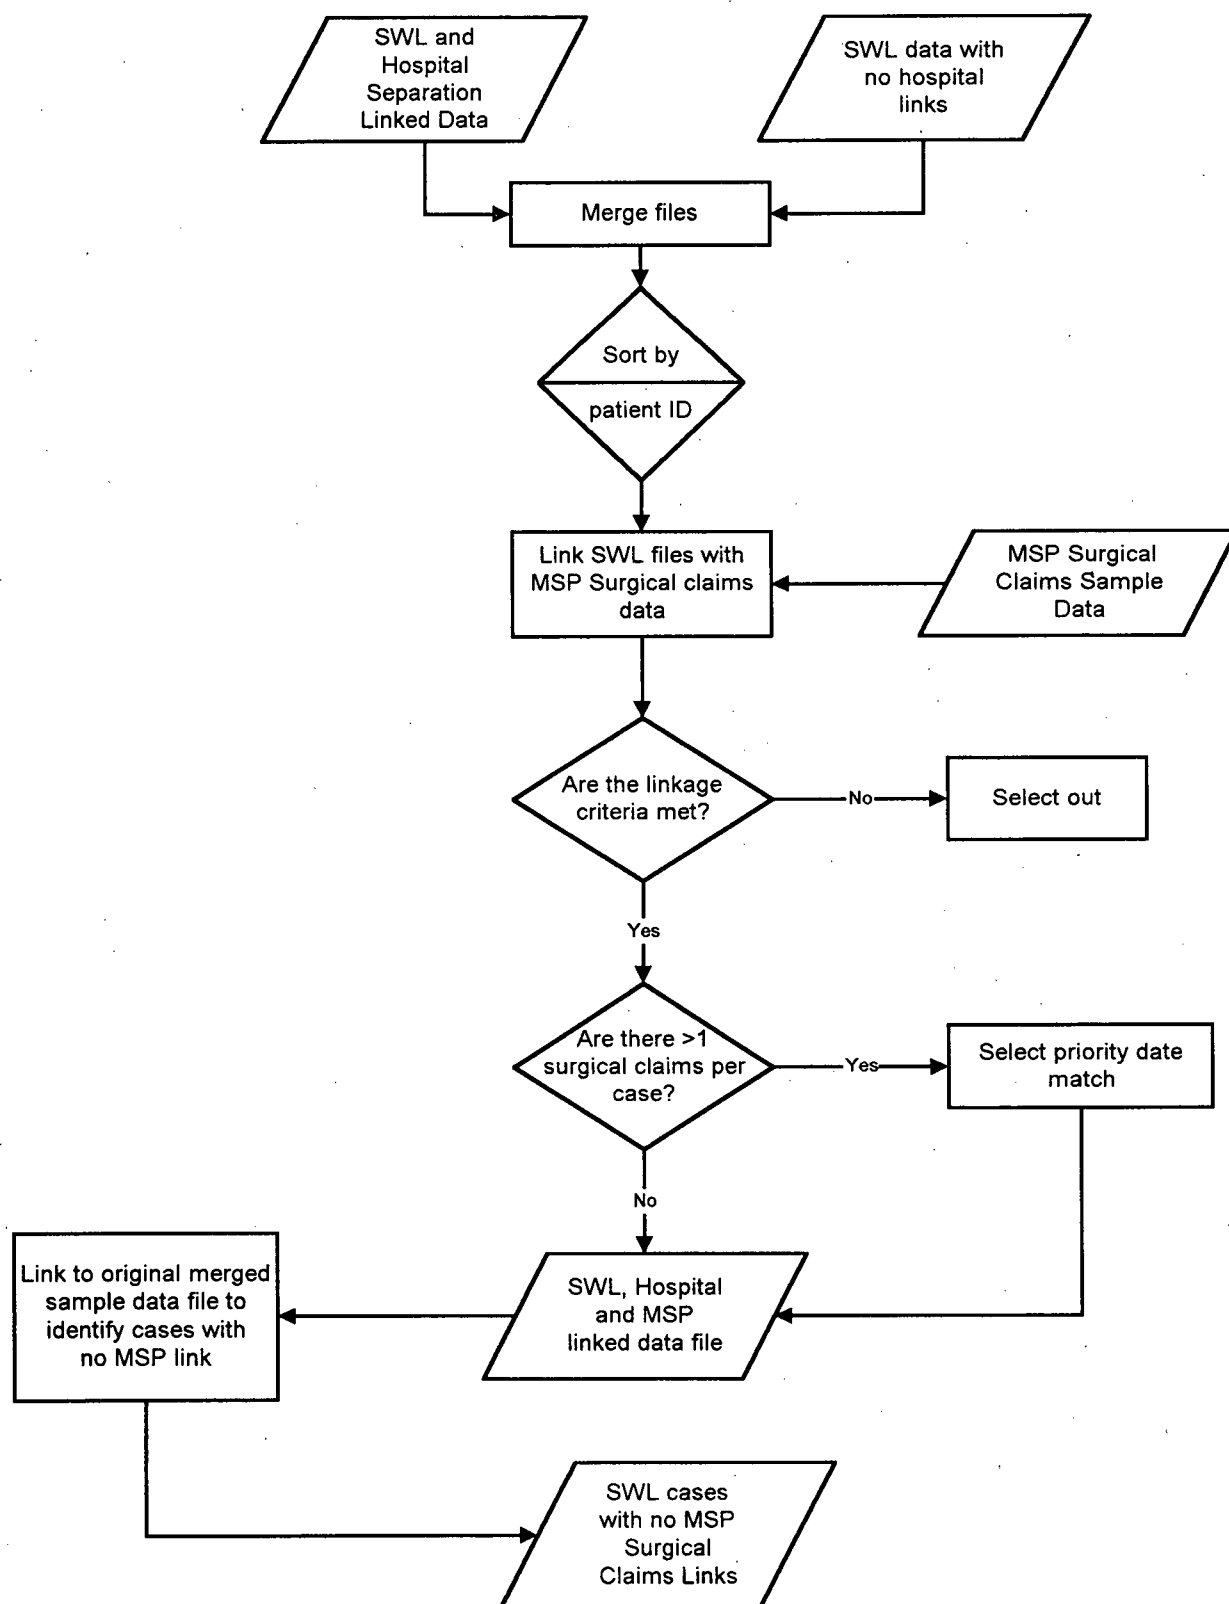 SWL and
Hospital
Separation
Linked Data
SWL data with
no hospital
links
Merge files
Sort by
patient ID
Link SWL files with
MSP Surgical claims
data
MSP Surgical
Claims Sample
Data
Are the linkage
criteria met?
No
Select out
Yes
Are there >1
surgical claims per
case?
Yes
Select priority date
match
No
Link to original merged
sample data file to
identify cases with
no MSP link
SWL, Hospital
and MSP
linked data file
SWL cases
with no MSP
Surgical
Claims Links